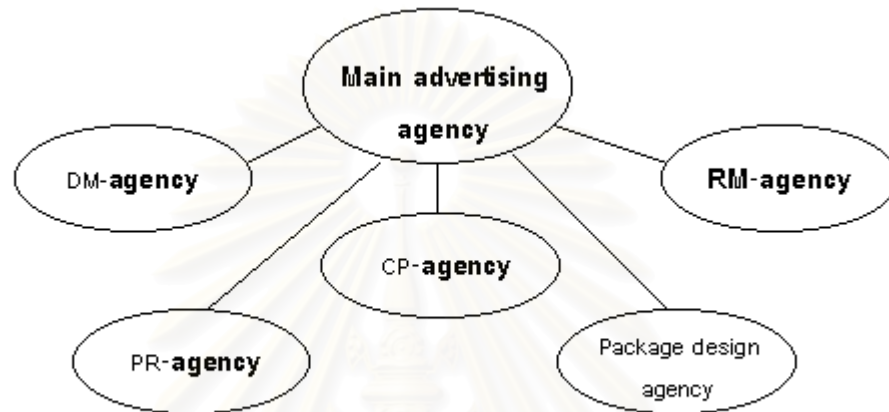 Main advertising
agency
DM-agency
RM-agency
CP-agency
PR-agency
Package design
agency